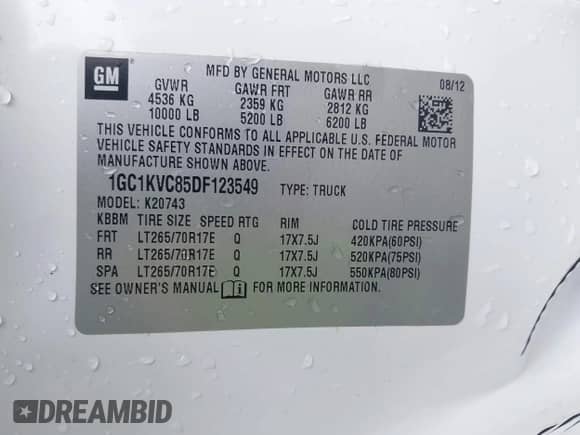 GM
MFD BY GENERAL MOTORS LLC
08/12
GVWR GAWR FRT GAWR RR
4536 KG 2359 KG 2812 KG
10000 LB 5200 LB 6200 LB
THIS VEHICLE CONFORMS TO ALL APPLICABLE U.S. FEDERAL MOTOR
VEHICLE SAFETY STANDARDS IN EFFECT ON THE DATE OF
MANUFACTURE SHOWN ABOVE.
1GC1KVC85DF123549 TYPE: TRUCK
MODEL: K20743
KBBM TIRE SIZE SPEED RTG RIM COLD TIRE PRESSURE
FRT LT265/70R17E Q 17X7.5J 420KPA(60PSI)
RR LT265/70R17E Q 17X7.5J 520KPA(75PSI)
SPA LT265/70R17E Q 17X7.5J 550KPA(80PSI)
SEE OWNER'S MANUAL FOR MORE INFORMATION.
DREAMBID